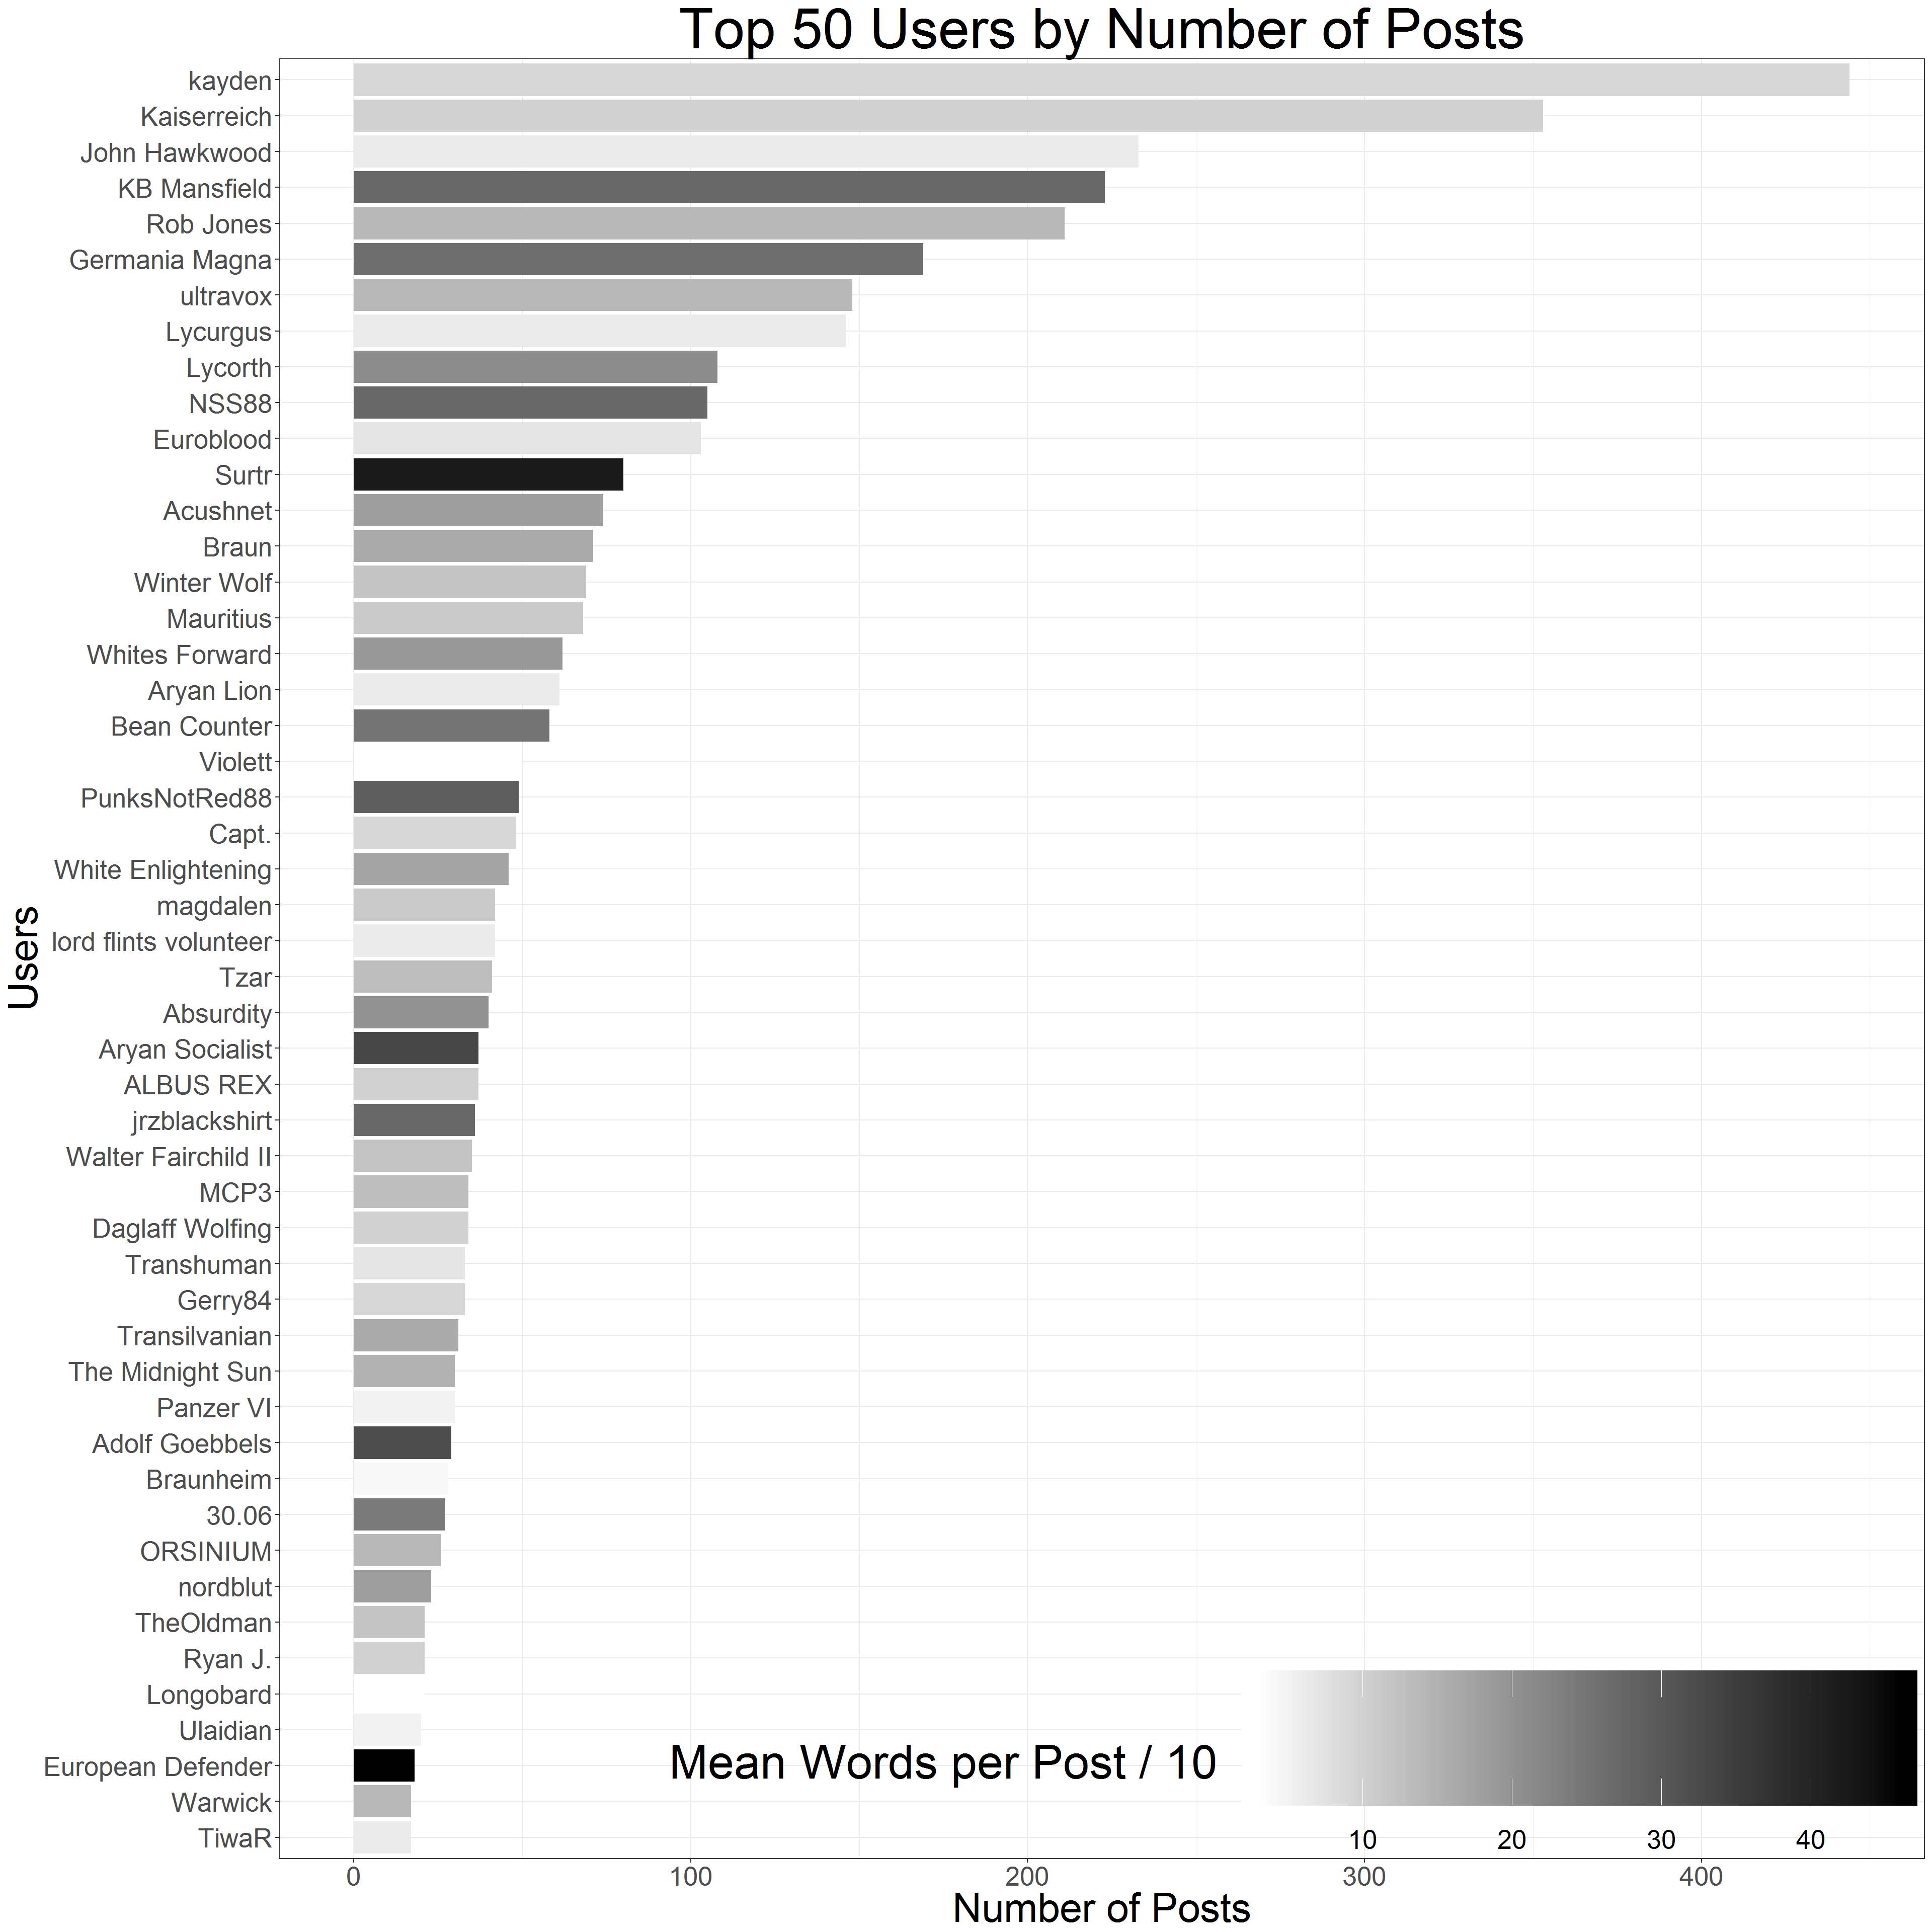 Top 50 Users by Number of Posts
kayden
Kaiserreich
John Hawkwood
KB Mansfield
Rob Jones
Germania Magna
ultravox
Lycurgus
Lycorth
NSS88
Euroblood
Surtr
Acushnet
Braun
Winter Wolf
Mauritius
Whites Forward
Aryan Lion
Bean Counter
Violett
PunksNotRed88
Capt.
White Enlightening
magdalen
lord flints volunteer
Tzar
Absurdity
Aryan Socialist
ALBUS REX
jrzblackshirt
Walter Fairchild II
MCP3
Daglaff Wolfing
Transhuman
Gerry84
Transilvanian
The Midnight Sun
Panzer VI
Adolf Goebbels
Braunheim
30.06
ORSINIUM
nordblut
TheOldman
Ryan J.
Longobard
Ulaidian
European Defender
Warwick
TiwaR
Users
Mean Words per Post / 10
10 20 30 40
0 100 200 300 400
Number of Posts